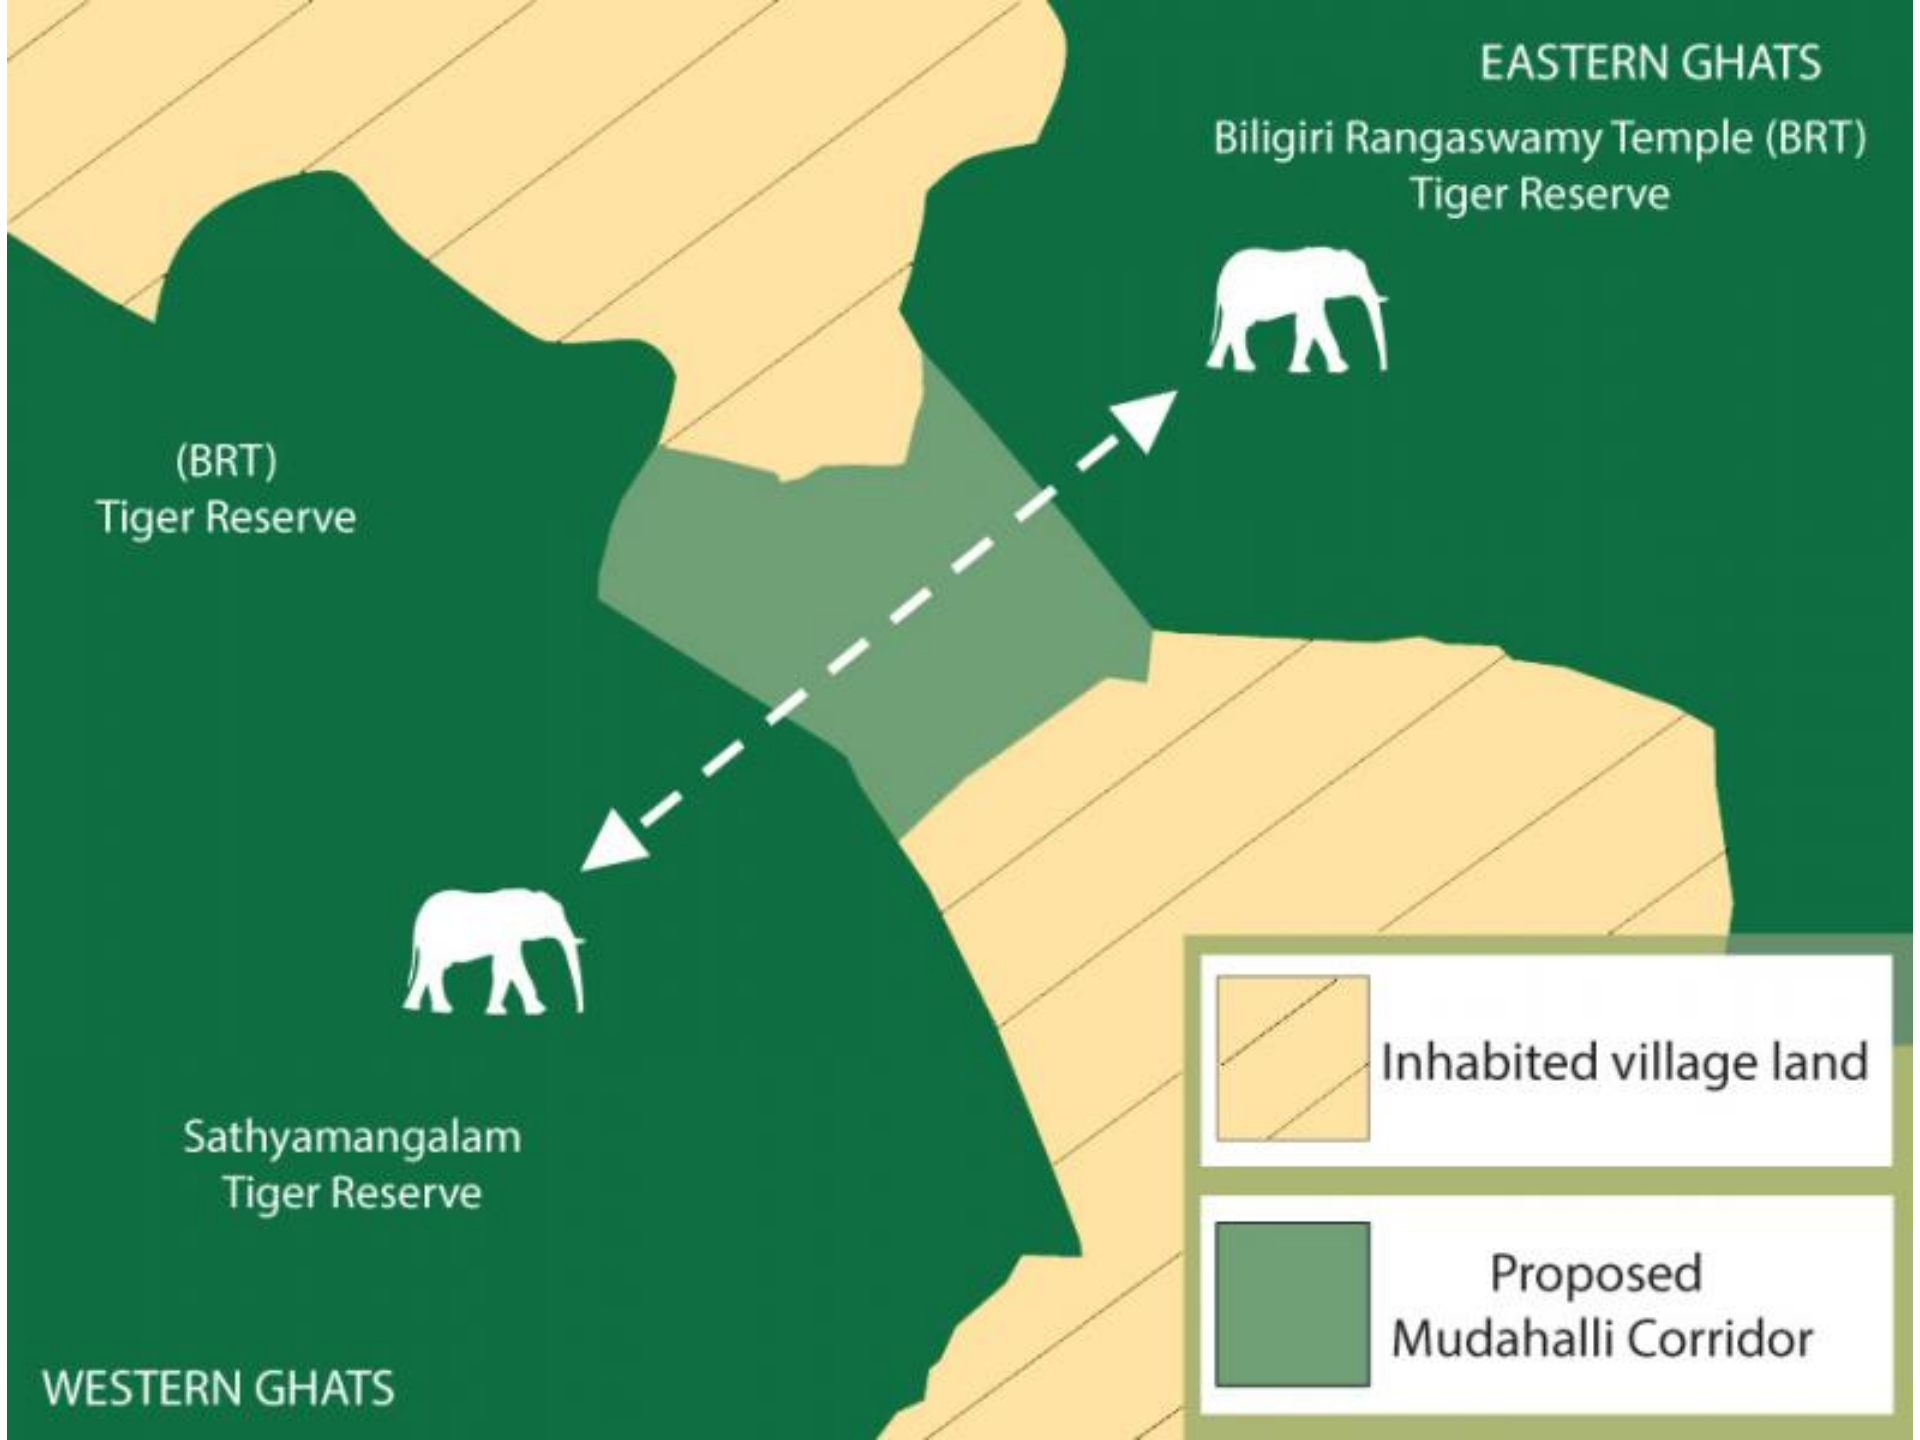 EASTERN GHATS
Biligiri Rangaswamy Temple (BRT)
Tiger Reserve
(BRT)
Tiger Reserve
Sathyamangalam
Tiger Reserve
WESTERN GHATS
Inhabited village land
Proposed
Mudahalli Corridor